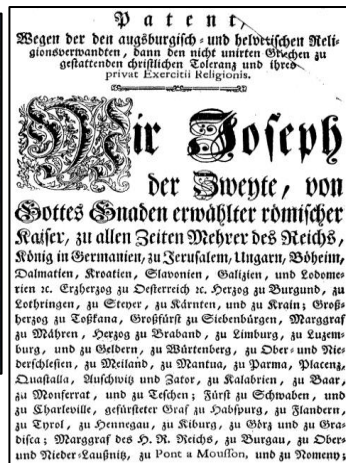 Patent,
Wegen der den augsburgisch- und helvetischen Reli-
gionsverwandten, dann den nicht unirten Griechen zu
gestattenden christlichen Toleranz und ihres
privat Exercitii Religionis.
Wir Joseph
der Zweyte, von
Gottes Gnaden erwählter römischer
Kaiser, zu allen Zeiten Mehrer des Reichs,
König in Germanien, zu Jerusalem, Ungarn, Böheim,
Dalmatien, Kroatien, Slavonien, Galizien, und Lodome-
rien ꝛc. Erzherzog zu Oesterreich ꝛc. Herzog zu Burgund, zu
Lothringen, zu Steyer, zu Kärnten, und zu Krain; Groß-
herzog zu Toßkana, Großfürst zu Siebenbürgen, Marggraf
zu Mähren, Herzog zu Braband, zu Limburg, zu Luzem-
burg, und zu Geldern, zu Würtenberg, zu Ober- und Nie-
derschlesien, zu Meiland, zu Mantua, zu Parma, Placenz,
Quastalla, Auschwitz und Zator, zu Kalabrien, zu Baar,
zu Monferrat, und zu Teschen; Fürst zu Schwaben, und
zu Charleville, gefürsteter Graf zu Habspurg, zu Flandern,
zu Tyrol, zu Hennegau, zu Kiburg, zu Görz und zu Gra-
disca; Marggraf des H. R. Reichs, zu Burgau, zu Ober-
und Nieder-Laußnitz, zu Pont a Mousson, und zu Nomeny;